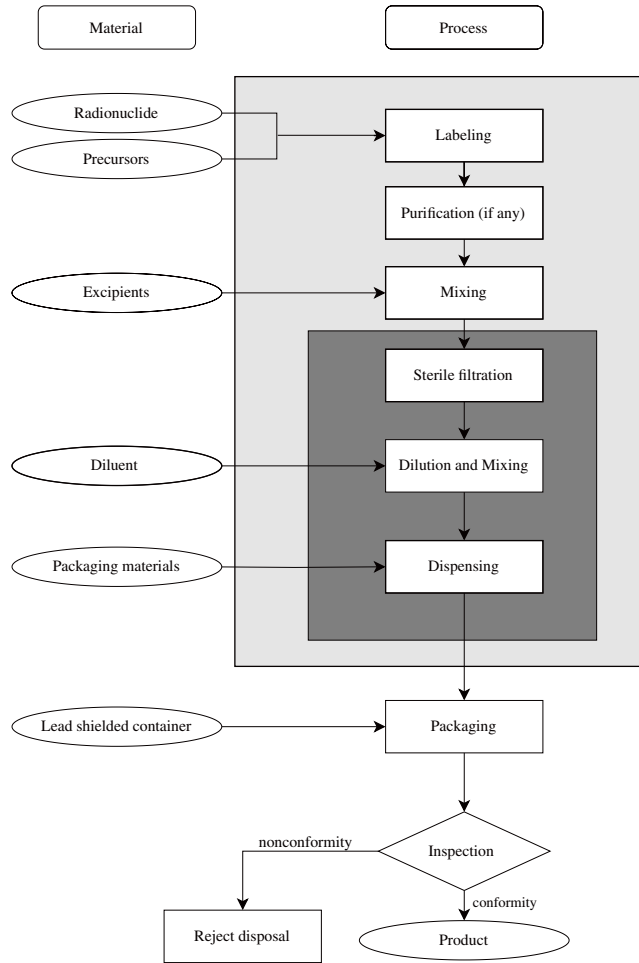 Material
Process
Radionuclide
Labeling
Precursors
Purification (if any)
Excipients
Mixing
Sterile filtration
Diluent
Dilution and Mixing
Packaging materials
Dispensing
Lead shielded container
Packaging
nonconformity
Inspection
conformity
Reject disposal
Product